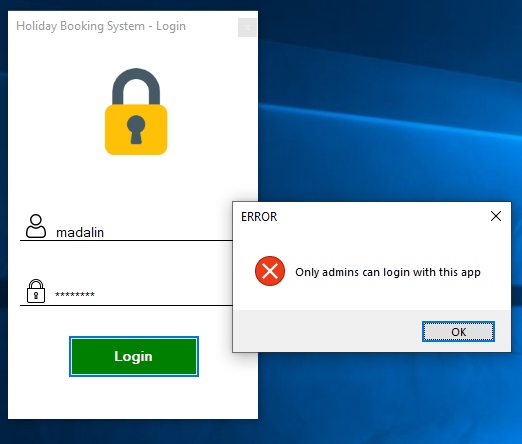 Holiday Booking System - Login
madalin
********
Login
ERROR
Only admins can login with this app
OK